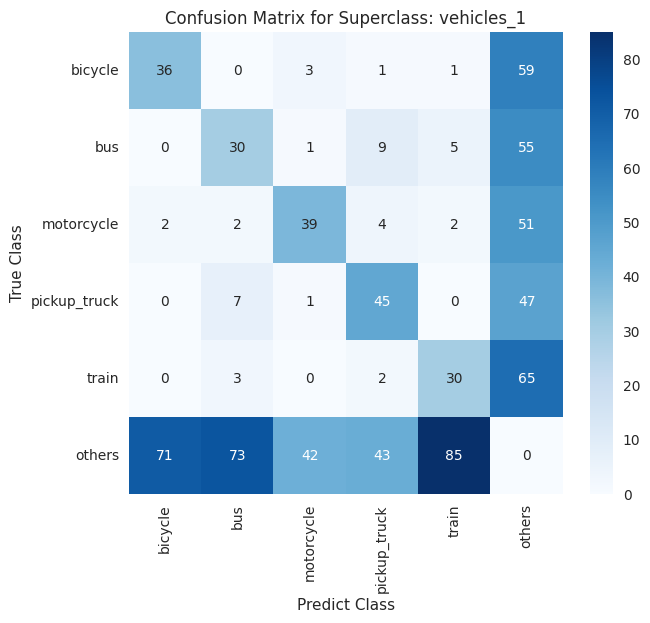 Confusion Matrix for Superclass: vehicles_1
True Class
bicycle 36 0 3 1 1 59
bus 0 30 1 9 5 55
motorcycle 2 2 39 4 2 51
pickup_truck 0 7 1 45 0 47
train 0 3 0 2 30 65
others 71 73 42 43 85 0
bicycle bus motorcycle pickup_truck train others
Predict Class
80
70
60
50
40
30
20
10
0